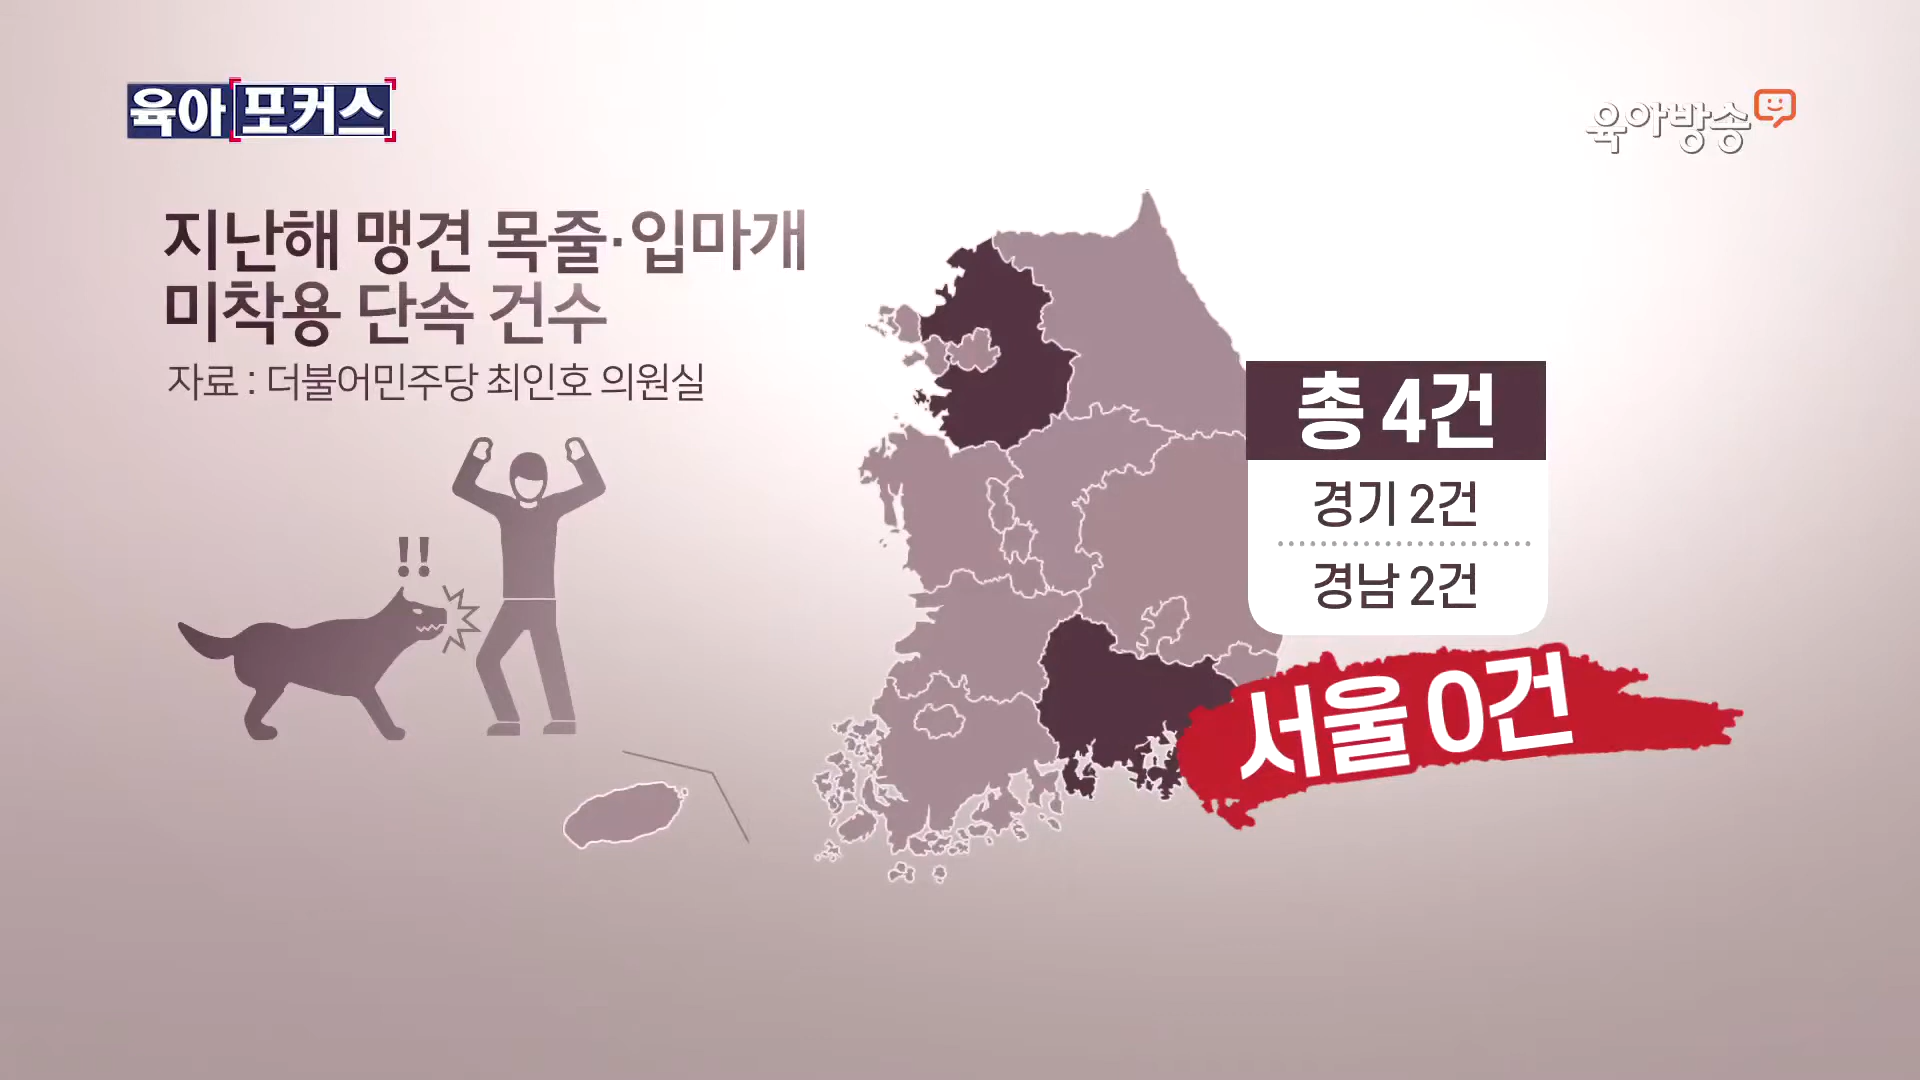 육아포커스
육아방송
지난해 맹견 목줄·입마개
미착용 단속 건수
자료 : 더불어민주당 최인호 의원실
!!
총 4건
경기 2건
경남 2건
서울 0건